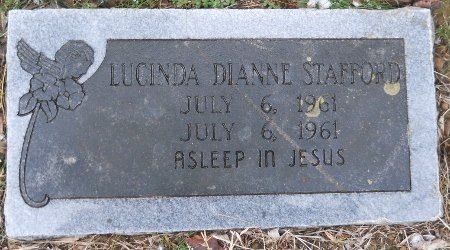 LUCINDA DIANNE STAFFORD
JULY 6, 1961
JULY 6, 1961
ASLEEP IN JESUS